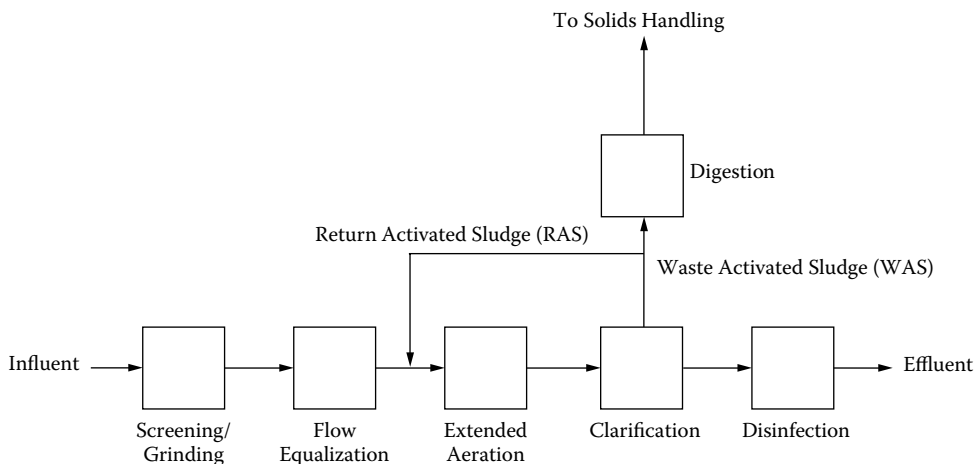 To Solids Handling
Digestion
Return Activated Sludge (RAS)
Waste Activated Sludge (WAS)
Influent
Effluent
Screening/
Grinding
Flow
Equalization
Extended
Aeration
Clarification
Disinfection